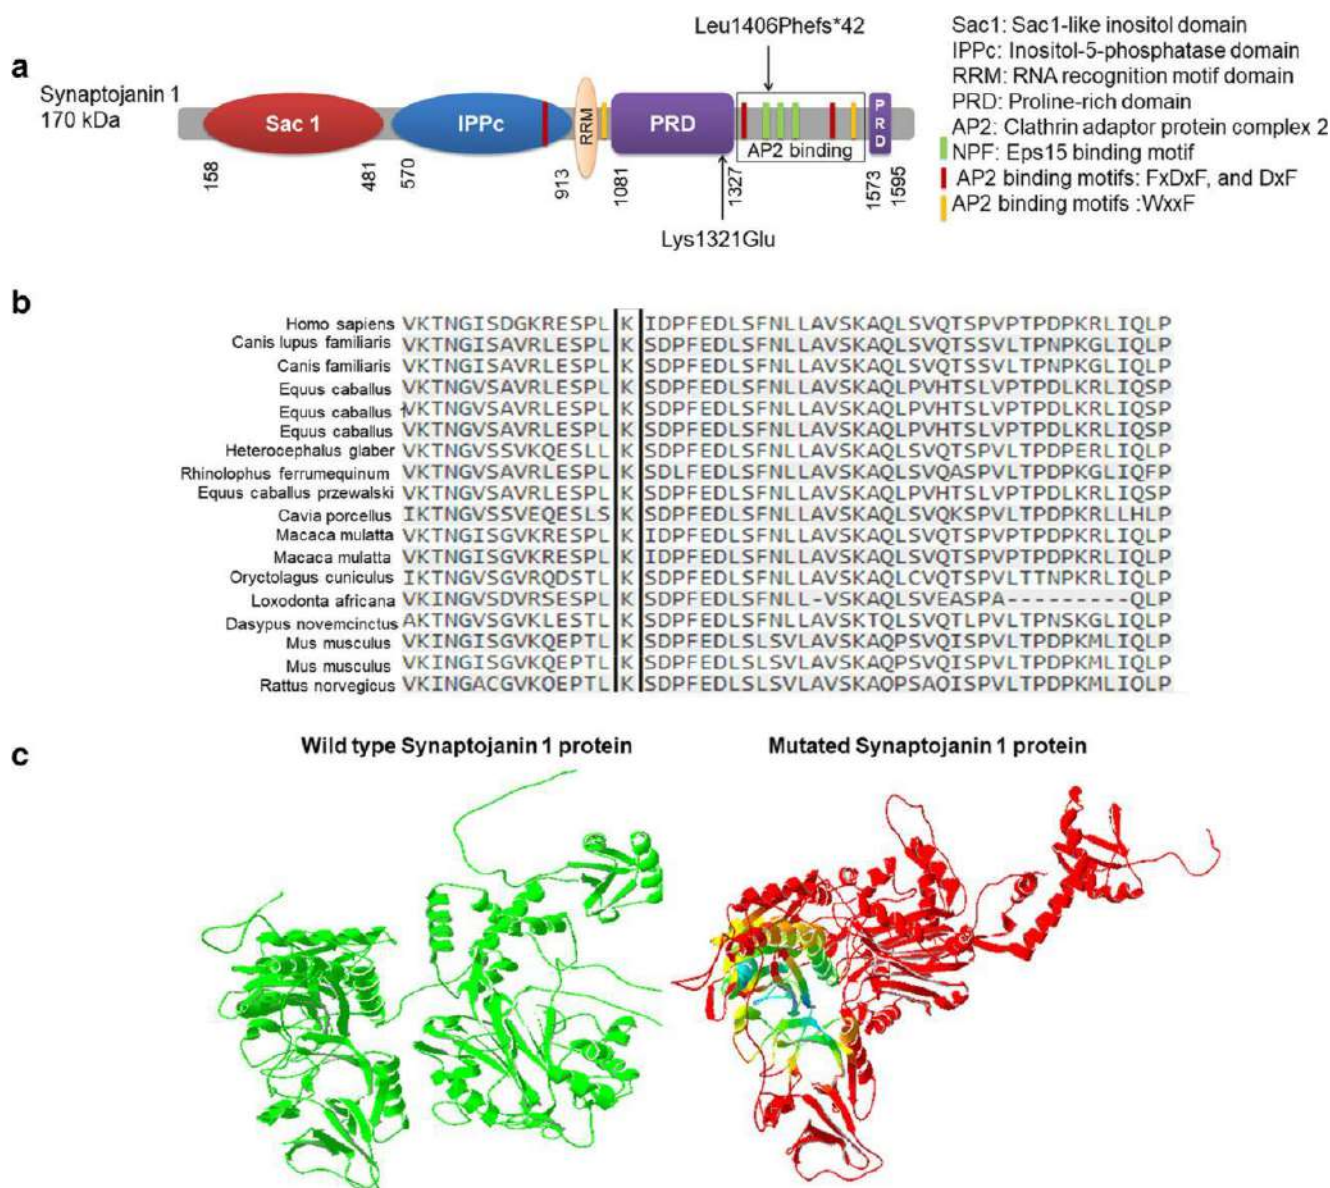 a
Leu1406Phefs*42
Synaptojanin 1
170 kDa
Sac 1
IPPc
RRM
PRD
AP2 binding
PRD
158
481
570
913
1081
1327
1573
1595
Lys1321Glu
Sac1: Sac1-like inositol domain
IPPc: Inositol-5-phosphatase domain
RRM: RNA recognition motif domain
PRD: Proline-rich domain
AP2: Clathrin adaptor protein complex 2
NPF: Eps15 binding motif
AP2 binding motifs: FxDxF, and DxF
AP2 binding motifs :WxxF
b
Homo sapiens VKTNGISDGKRESPL K IDPFEDLSFNLLAVSKAQLSVQTSPVPTPDPKRLIQLP
Canis lupus familiaris VKTNGISAVRLESPL K SDPFEDLSFNLLAVSKAQLSVQTSSVLTPNPKGLIQLP
Canis familiaris VKTNGISAVRLESPL K SDPFEDLSFNLLAVSKAQLSVQTSSVLTPNPKGLIQLP
Equus caballus VKTNGVSAVRLESPL K SDPFEDLSFNLLAVSKAQLPVHTSLVPTPDLKRLIQSP
Equus caballus VKTNGVSAVRLESPL K SDPFEDLSFNLLAVSKAQLPVHTSLVPTPDLKRLIQSP
Equus caballus VKTNGVSAVRLESPL K SDPFEDLSFNLLAVSKAQLPVHTSLVPTPDLKRLIQSP
Heterocephalus glaber VKTNGVSSVKQESLL K SDPFEDLSFNLLAVSKAQLSVQTSPVLTPDPERLIQLP
Rhinolophus ferrumequinum VKTNGVSAVRLESPL K SDLFEDLSFNLLAVSKAQLSVQASPVLTPDPKGLIQFP
Equus caballus przewalski VKTNGVSAVRLESPL K SDPFEDLSFNLLAVSKAQLPVHTSLVPTPDLKRLIQSP
Cavia porcellus IKTNGVSSVEQESLS K SDPFEDLSFNLLAVSKAQLSVQKSPVLTPDPKRLLHLP
Macaca mulatta VKTNGISGVKRESPL K IDPFEDLSFNLLAVSKAQLSVQTSPVLTPDPKRLIQLP
Macaca mulatta VKTNGISGVKRESPL K IDPFEDLSFNLLAVSKAQLSVQTSPVLTPDPKRLIQLP
Oryctolagus cuniculus IKTNGVSGVRQDSTL K SDPFEDLSFNLLAVSKAQLCVQTSPVLTTNPKRLIQLP
Loxodonta africana VKTNGVSDVRSESPL K SDPFEDLSFNLL-VSKAQLSVEASPA---------QLP
Dasypus novemcinctus AKTNGVSGVKLESTL K SDPFEDLSFNLLAVSKTQLSVQTLPVLTPNSKGLIQLP
Mus musculus VKINGISGVKQEPTL K SDPFEDLSLSVLAVSKAQPSVQISPVLTPDPKMLIQLP
Mus musculus VKINGISGVKQEPTL K SDPFEDLSLSVLAVSKAQPSVQISPVLTPDPKMLIQLP
Rattus norvegicus VKINGACGVKQEPTL K SDPFEDLSLSVLAVSKAQPSAQISPVLTPDPKMLIQLP
c
Wild type Synaptojanin 1 protein
Mutated Synaptojanin 1 protein